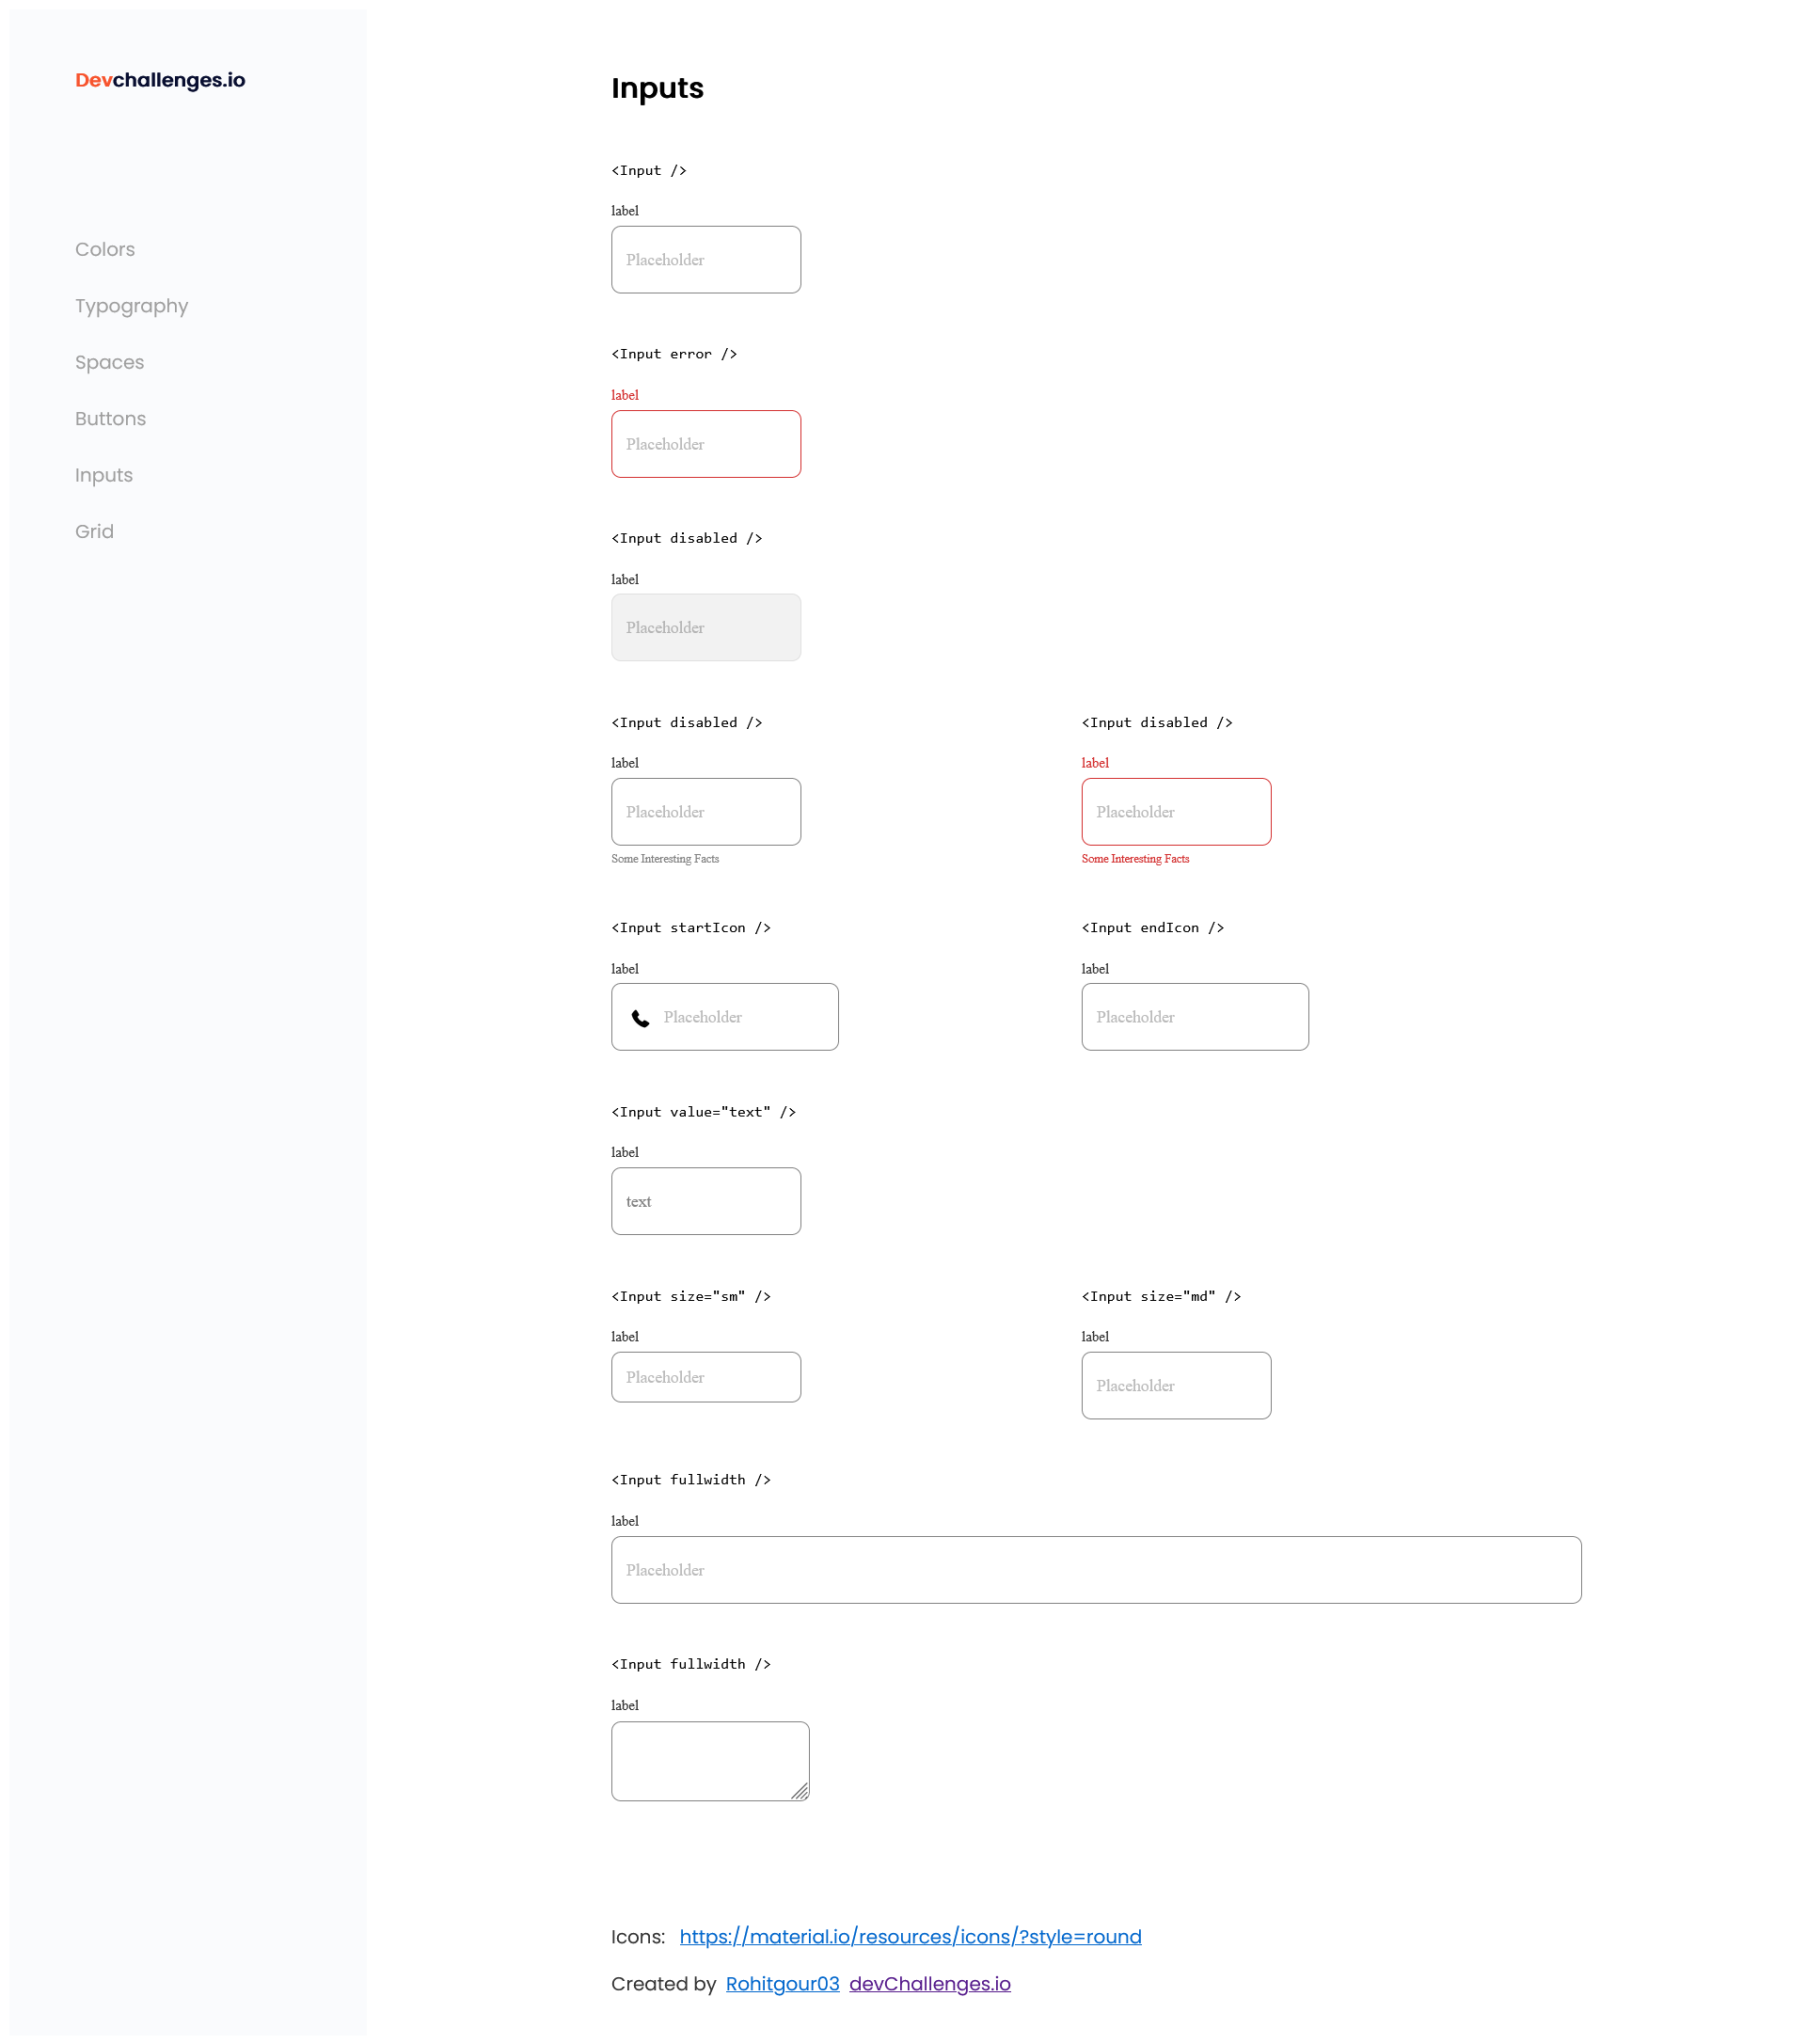 Devchallenges.io
Colors
Typography
Spaces
Buttons
Inputs
Grid
Inputs
<Input />
label
Placeholder
<Input error />
label
Placeholder
<Input disabled />
label
Placeholder
<Input disabled />
label
Placeholder
Some Interesting Facts
<Input disabled />
label
Placeholder
Some Interesting Facts
<Input startIcon />
label
Placeholder
<Input endIcon />
label
Placeholder
<Input value="text" />
label
text
<Input size="sm" />
label
Placeholder
<Input size="md" />
label
Placeholder
<Input fullwidth />
label
Placeholder
<Input fullwidth />
label
Icons: https://material.io/resources/icons/?style=round
Created by Rohitgour03 devChallenges.io